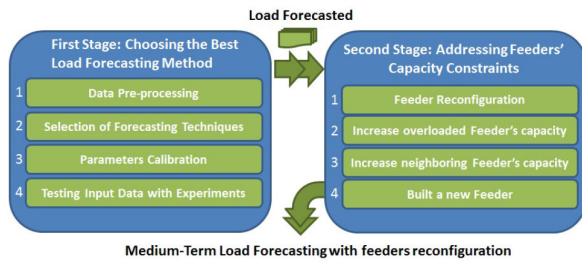 Load Forecasted
First Stage: Choosing the Best
Load Forecasting Method
1 Data Pre-processing
2 Selection of Forecasting Techniques
3 Parameters Calibration
4 Testing Input Data with Experiments
Second Stage: Addressing Feeders'
Capacity Constraints
1 Feeder Reconfiguration
2 Increase overloaded Feeder's capacity
3 Increase neighboring Feeder's capacity
4 Built a new Feeder
Medium-Term Load Forecasting with feeders reconfiguration